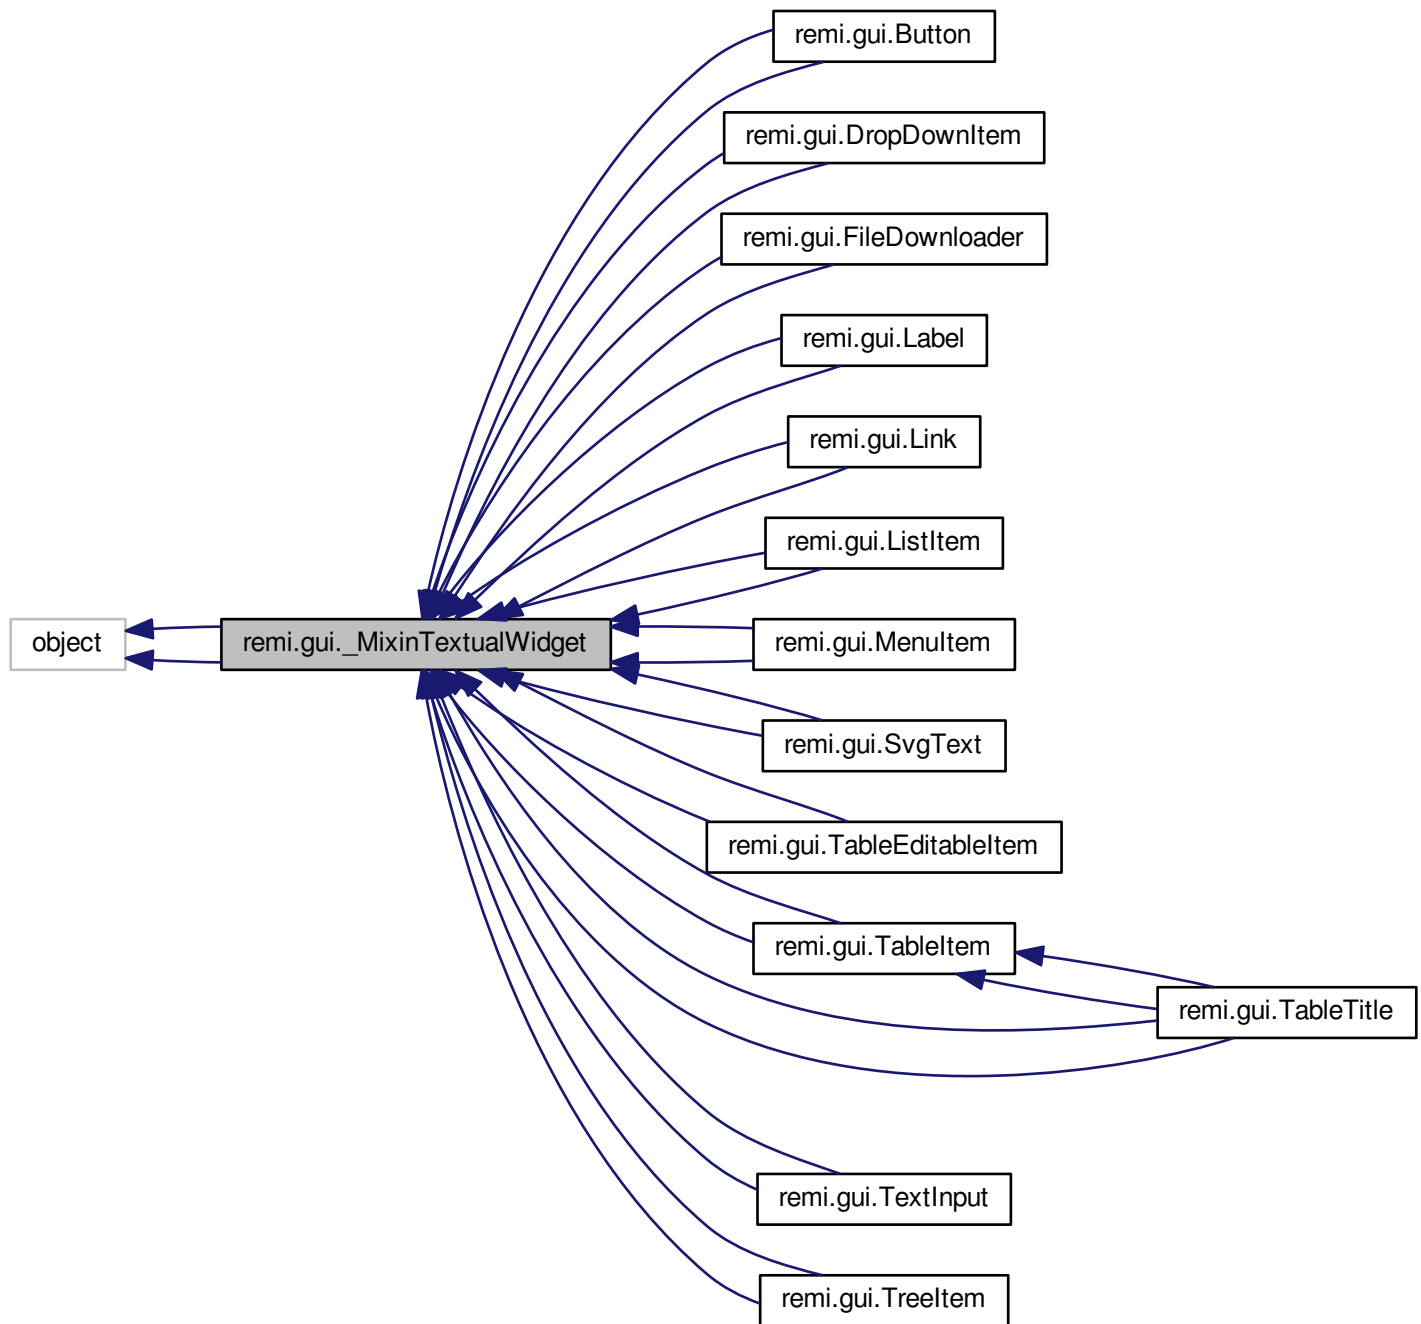 remi.gui.Button
remi.gui.DropDownItem
remi.gui.FileDownloader
remi.gui.Label
remi.gui.Link
remi.gui.ListItem
object
remi.gui._MixinTextualWidget
remi.gui.MenuItem
remi.gui.SvgText
remi.gui.TableEditableItem
remi.gui.TableItem
remi.gui.TableTitle
remi.gui.TextInput
remi.gui.TreeItem